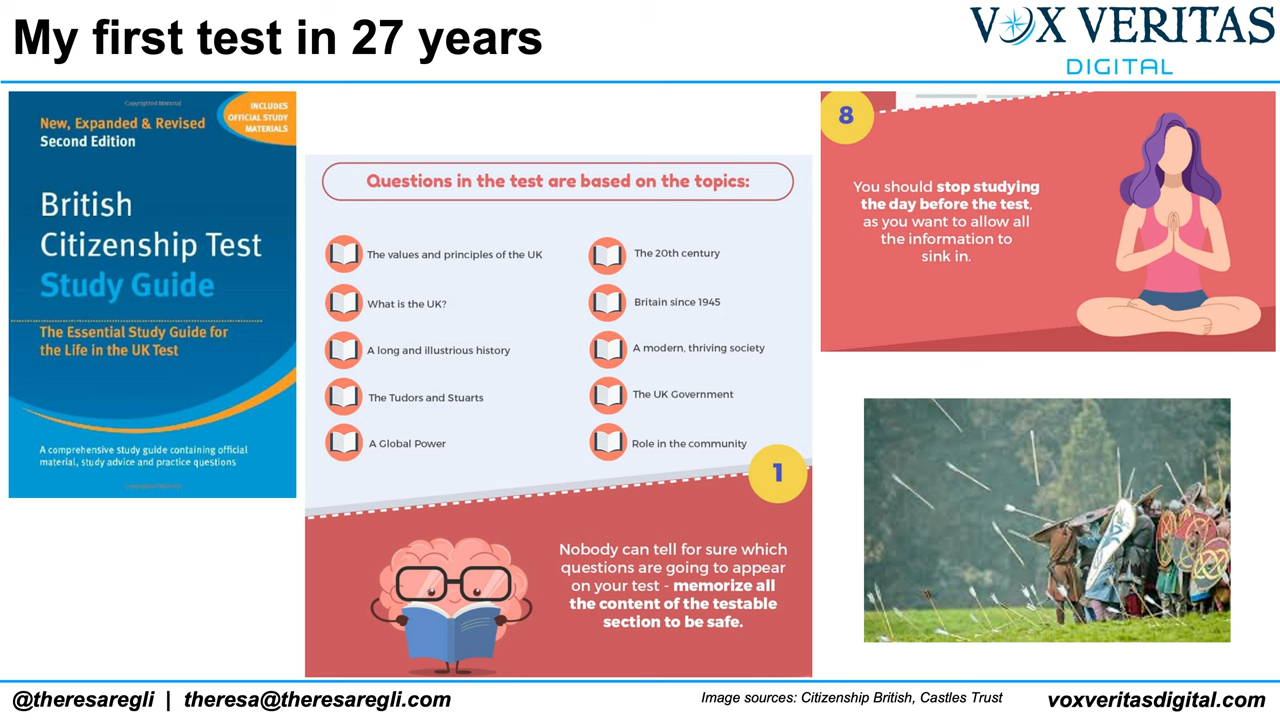 My first test in 27 years
VOX VERITAS
DIGITAL
Copyrighted Material
INCLUDES
OFFICIAL STUDY
MATERIALS
New, Expanded & Revised
Second Edition
British
Citizenship Test
Study Guide
The Essential Study Guide for
the Life in the UK Test
A comprehensive study guide containing official
material, study advice and practice questions
Copyrighted Material
Questions in the test are based on the topics:
The values and principles of the UK
What is the UK?
A long and illustrious history
The Tudors and Stuarts
A Global Power
The 20th century
Britain since 1945
A modern, thriving society
The UK Government
Role in the community
1
Nobody can tell for sure which
questions are going to appear
on your test - memorize all
the content of the testable
section to be safe.
8
You should stop studying
the day before the test,
as you want to allow all
the information to
sink in.
@theresaregli | theresa@theresaregli.com
Image sources: Citizenship British, Castles Trust
voxveritasdigital.com